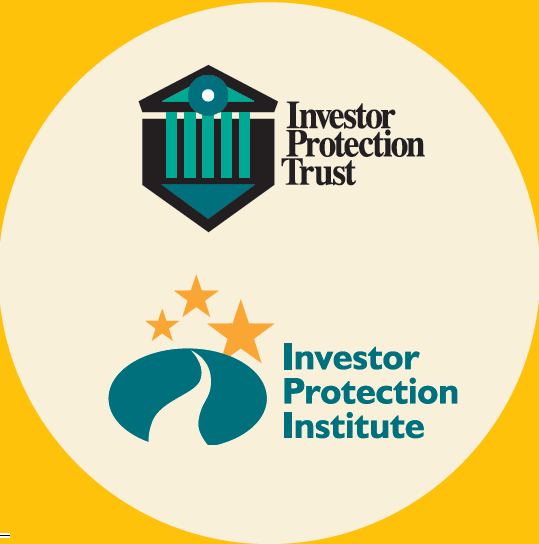 Investor
Protection
Trust
Investor
Protection
Institute